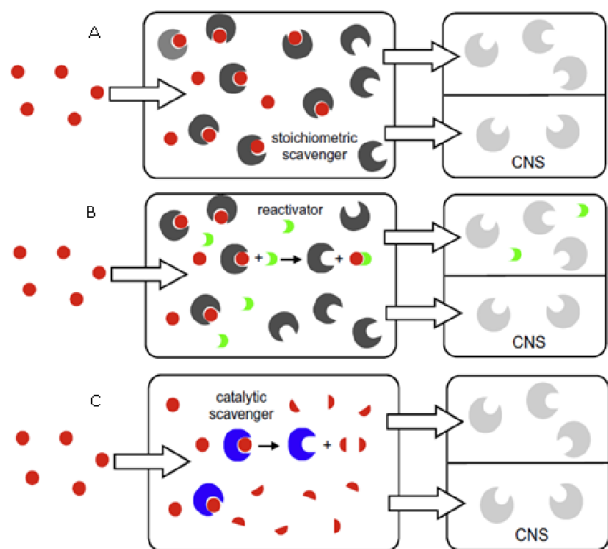 A
stoichiometric
scavenger
CNS
B
reactivator
+
+
CNS
C
catalytic
scavenger
+
CNS